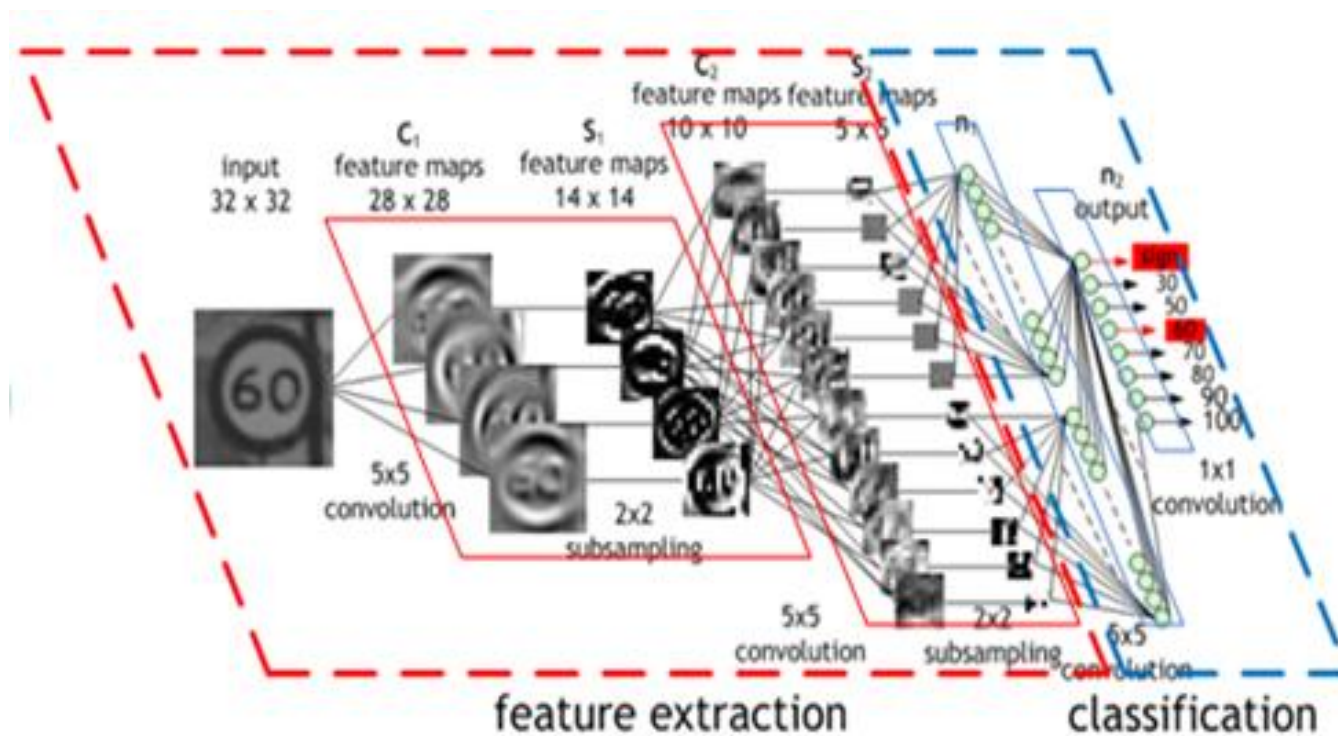 input
32 x 32
C1
feature maps
28 x 28
S1
feature maps
14 x 14
C2
feature maps
10 x 10
S2
feature maps
5 x 5
n1
n2
output
sign
30
50
60
70
80
90
100
60
5x5
convolution
2x2
subsampling
5x5
convolution
2x2
subsampling
5x5
convolution
1x1
convolution
feature extraction
classification